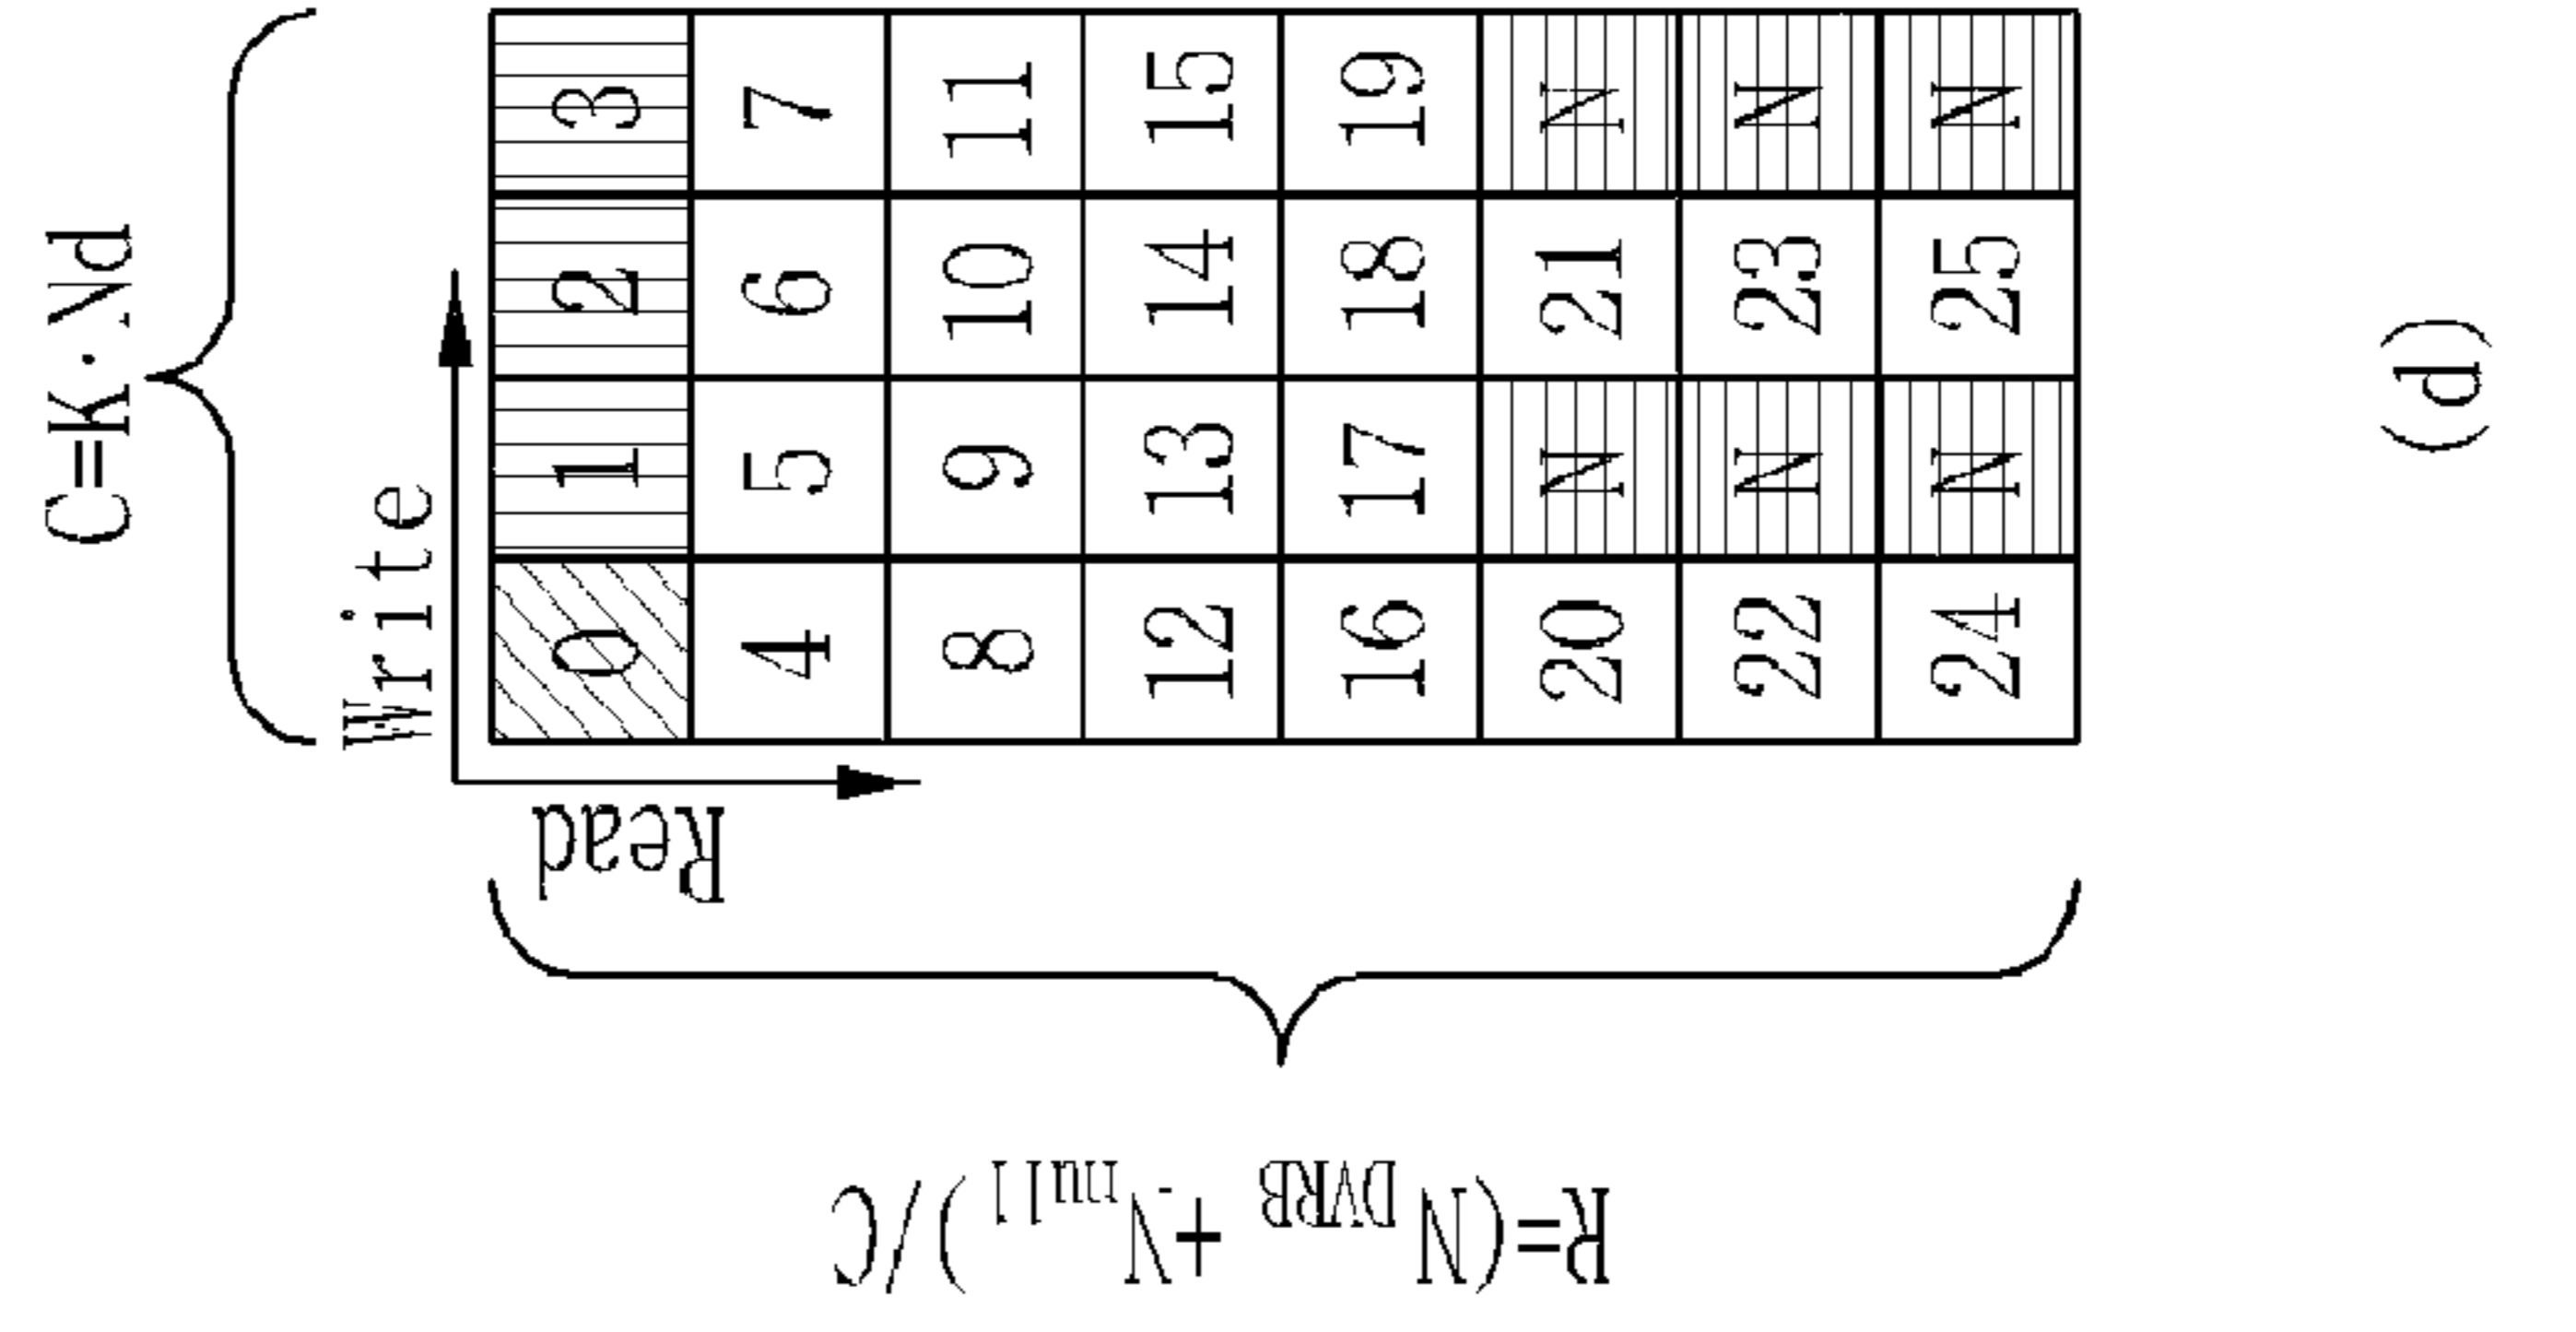 C=K·Nd
Write
Read
0 1 2 3
4 5 6 7
8 9 10 11
12 13 14 15
16 17 18 19
20 N 21 N
22 N 23 N
24 N 25 N
R=(N_DVRB+N_null)/C
(d)